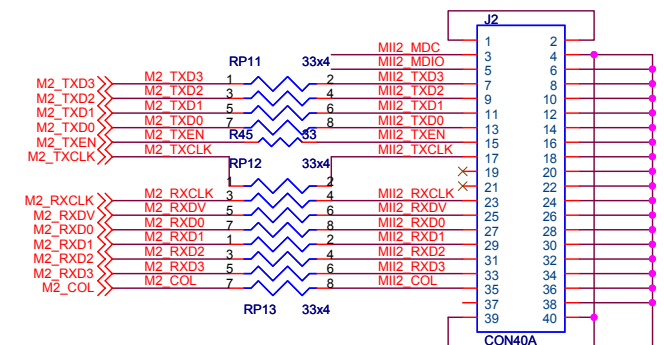 J2
RP11 33x4 MII2_MDC 1 2
MII2_MDIO 3 4
M2_TXD3 M2_TXD3 1 2 MII2_TXD3 5 6
M2_TXD2 M2_TXD2 3 4 MII2_TXD2 7 8
M2_TXD1 M2_TXD1 5 6 MII2_TXD1 9 10
M2_TXD0 M2_TXD0 7 8 MII2_TXD0 11 12
M2_TXEN M2_TXEN R45 33 MII2_TXEN 13 14
M2_TXCLK M2_TXCLK MII2_TXCLK 15 16
RP12 33x4 17 18
1 2 19 20
M2_RXCLK M2_RXCLK 3 4 MII2_RXCLK 21 22
M2_RXDV M2_RXDV 5 6 MII2_RXDV 23 24
M2_RXD0 M2_RXD0 7 8 MII2_RXD0 25 26
M2_RXD1 M2_RXD1 1 2 MII2_RXD1 27 28
M2_RXD2 M2_RXD2 3 4 MII2_RXD2 29 30
M2_RXD3 M2_RXD3 5 6 MII2_RXD3 31 32
M2_COL M2_COL 7 8 MII2_COL 33 34
35 36
RP13 33x4 37 38
39 40
CON40A